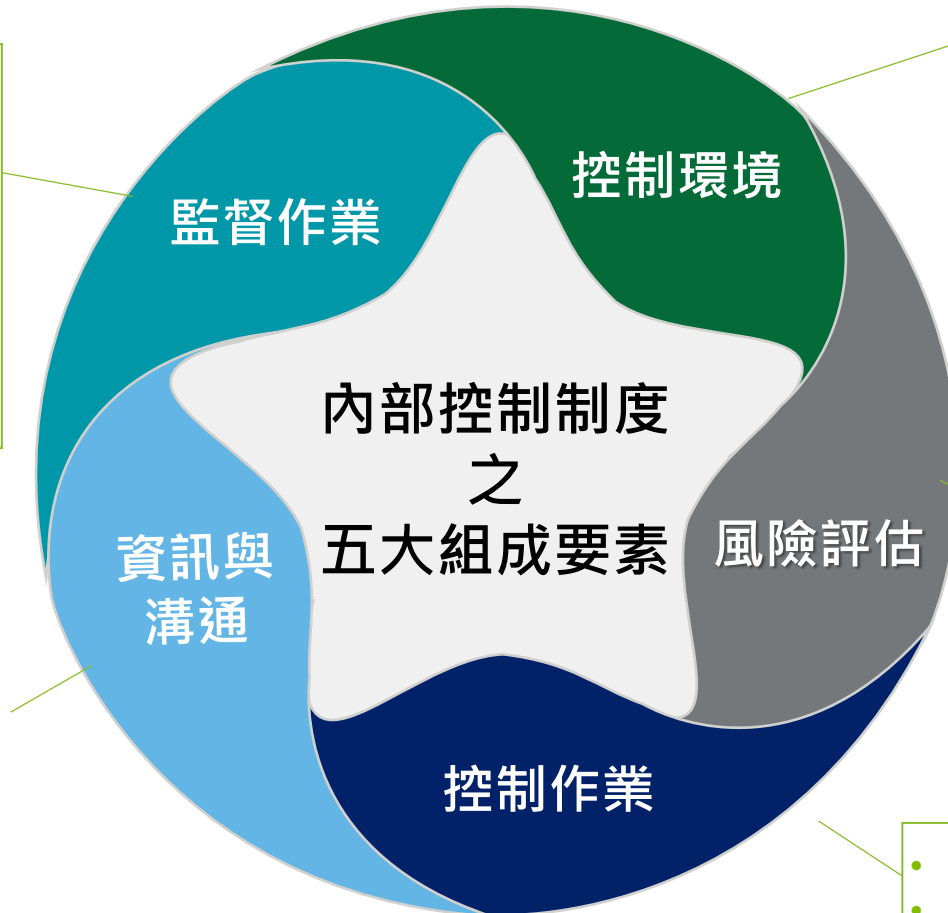 控制環境
監督作業
內部控制制度
之
五大組成要素
風險評估
資訊與
溝通
控制作業